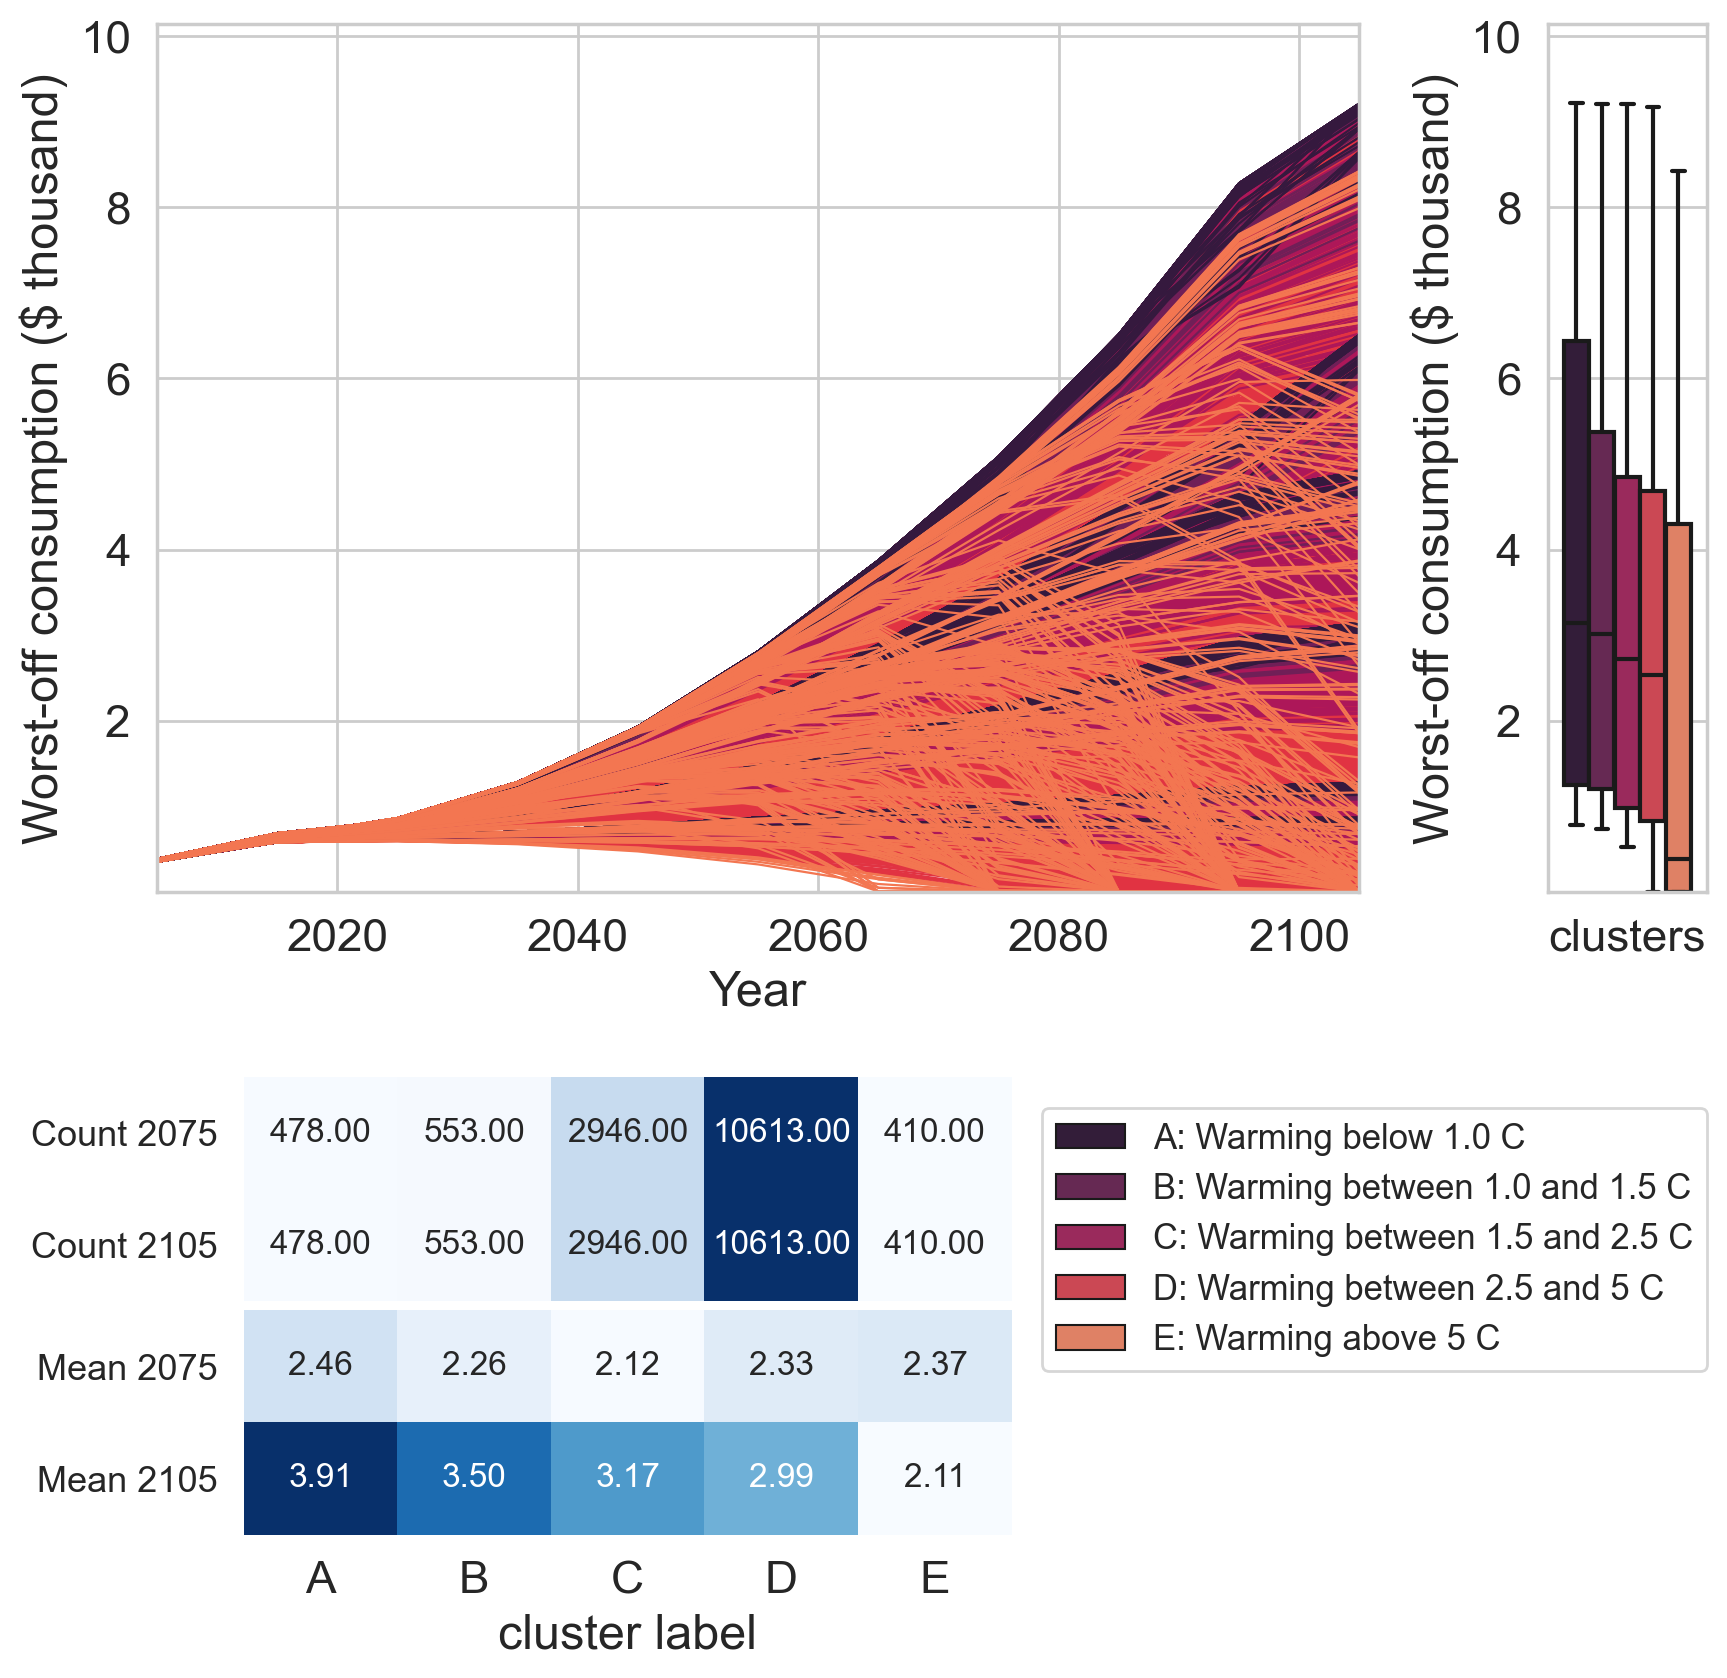 Worst-off consumption ($ thousand)
10
8
6
4
2
2020 2040 2060 2080 2100
Year
Worst-off consumption ($ thousand)
10
8
6
4
2
clusters
Count 2075 478.00 553.00 2946.00 10613.00 410.00
Count 2105 478.00 553.00 2946.00 10613.00 410.00
Mean 2075 2.46 2.26 2.12 2.33 2.37
Mean 2105 3.91 3.50 3.17 2.99 2.11
A B C D E
cluster label
A: Warming below 1.0 C
B: Warming between 1.0 and 1.5 C
C: Warming between 1.5 and 2.5 C
D: Warming between 2.5 and 5 C
E: Warming above 5 C